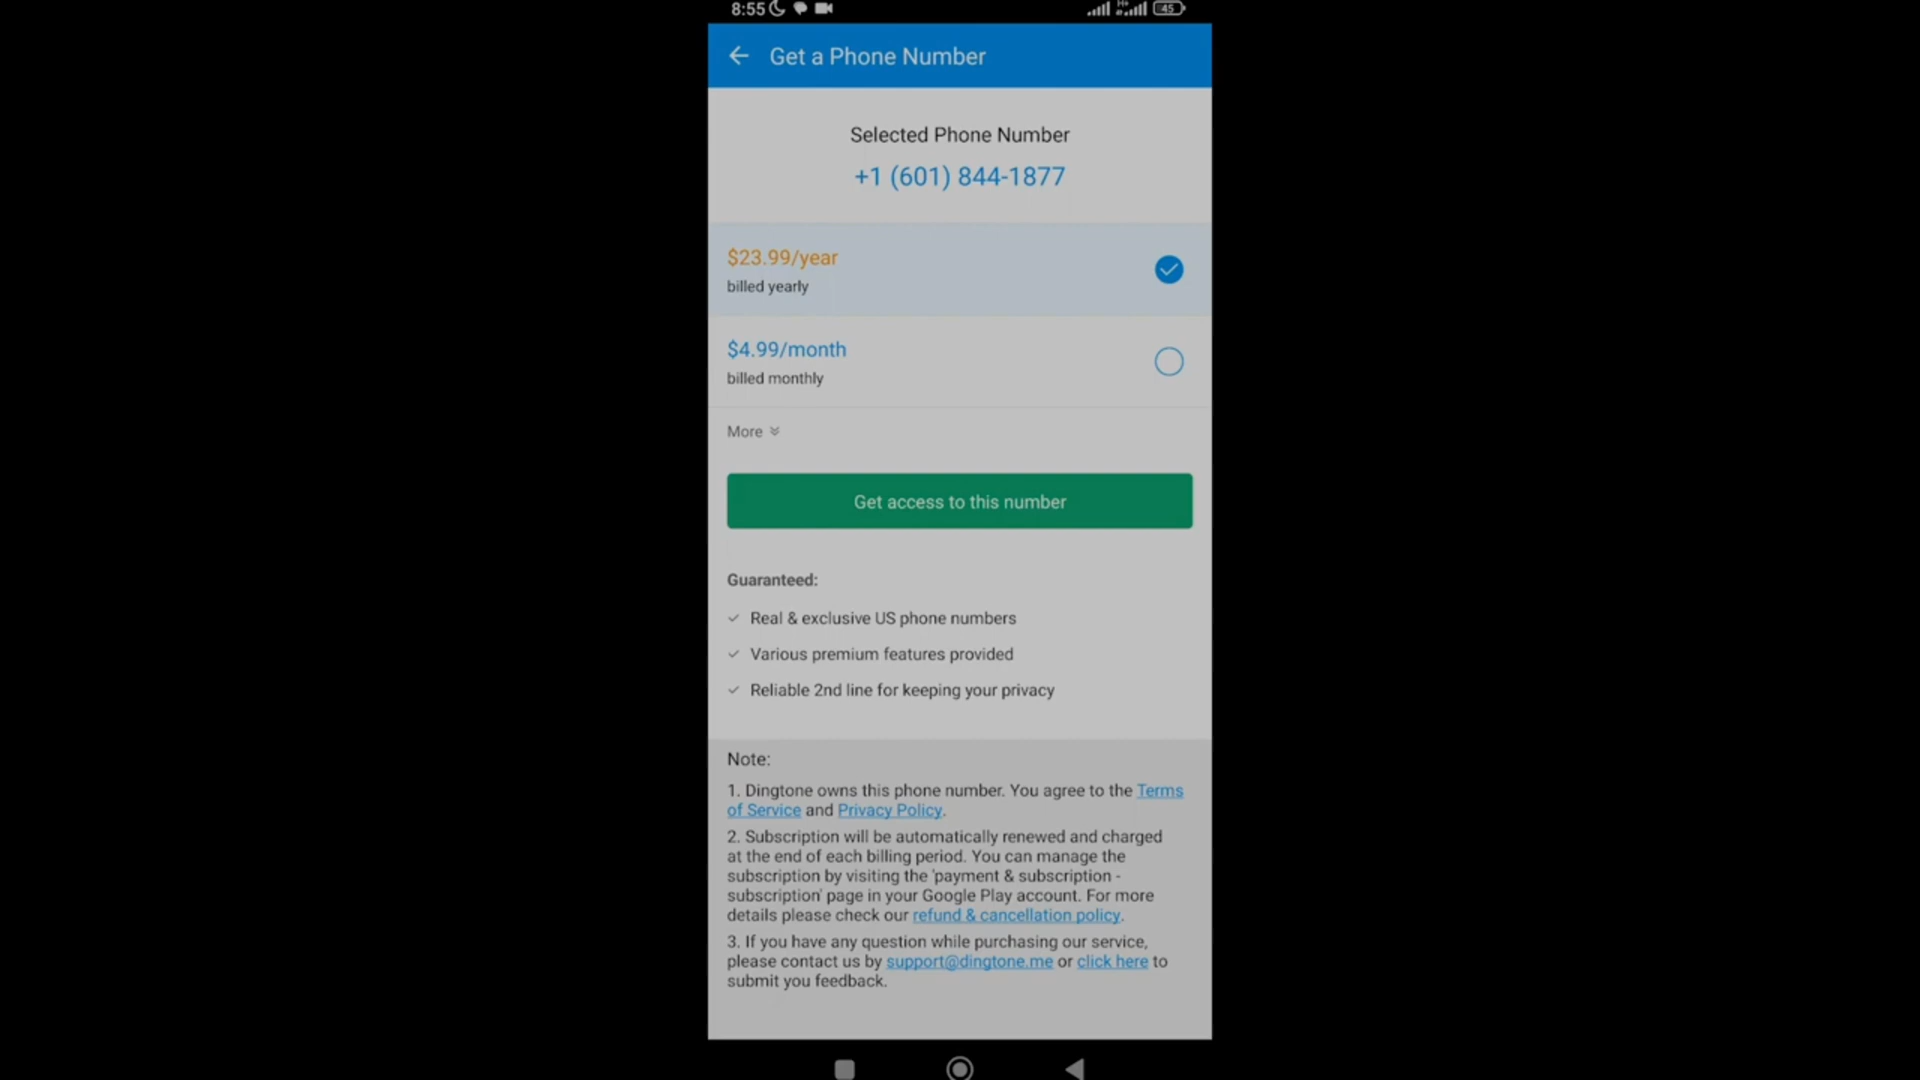 8:55
H+
45
Get a Phone Number
Selected Phone Number
+1 (601) 844-1877
$23.99/year
billed yearly
$4.99/month
billed monthly
More
Get access to this number
Guaranteed:
Real & exclusive US phone numbers
Various premium features provided
Reliable 2nd line for keeping your privacy
Note:
1. Dingtone owns this phone number. You agree to the Terms
of Service and Privacy Policy.
2. Subscription will be automatically renewed and charged
at the end of each billing period. You can manage the
subscription by visiting the 'payment & subscription -
subscription' page in your Google Play account. For more
details please check our refund & cancellation policy.
3. If you have any question while purchasing our service,
please contact us by support@dingtone.me or click here to
submit you feedback.